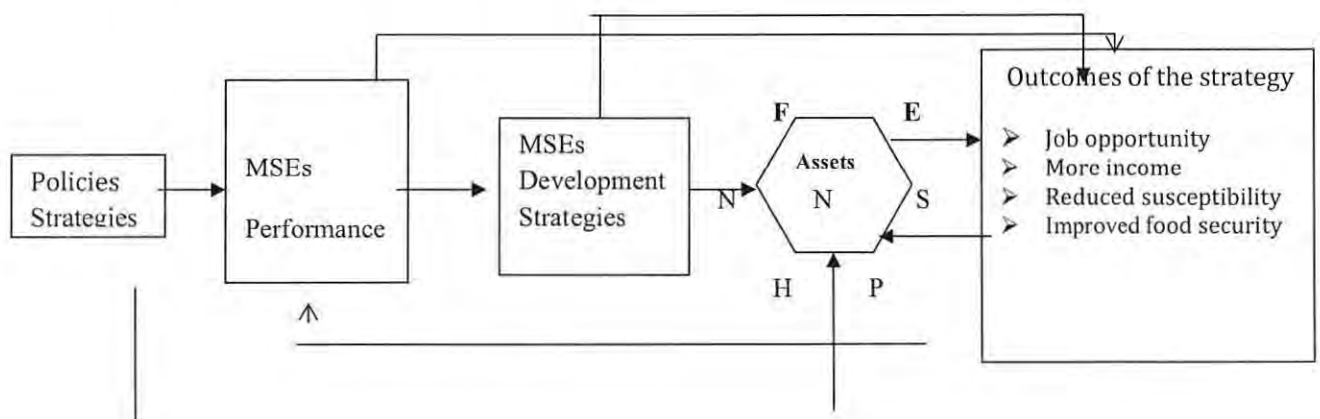 Policies
Strategies
MSEs
Performance
MSEs
Development
Strategies
F
E
Assets
N
N
S
H
P
Outcomes of the strategy
➢ Job opportunity
➢ More income
➢ Reduced susceptibility
➢ Improved food security